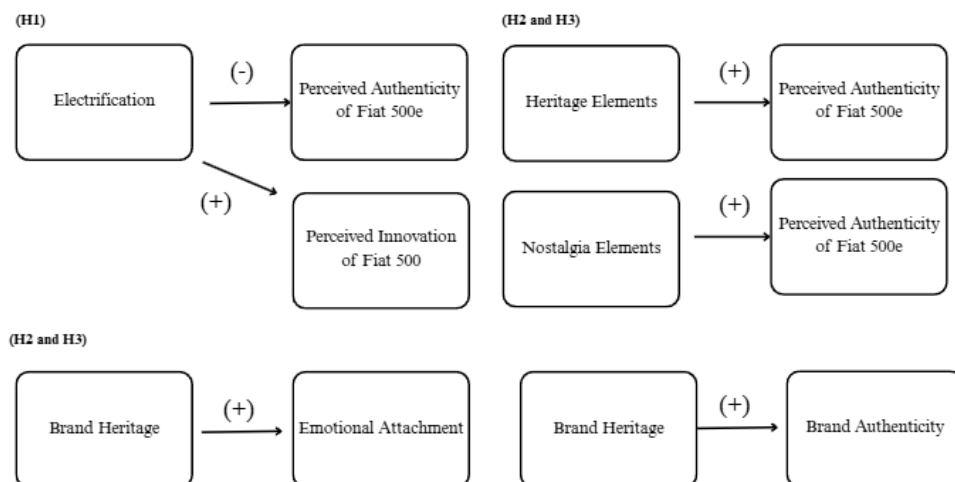 (H1)
Electrification
(-)
Perceived Authenticity
of Fiat 500e
(+)
Perceived Innovation
of Fiat 500
(H2 and H3)
Heritage Elements
(+)
Perceived Authenticity
of Fiat 500e
Nostalgia Elements
(+)
Perceived Authenticity
of Fiat 500e
(H2 and H3)
Brand Heritage
(+)
Emotional Attachment
Brand Heritage
(+)
Brand Authenticity